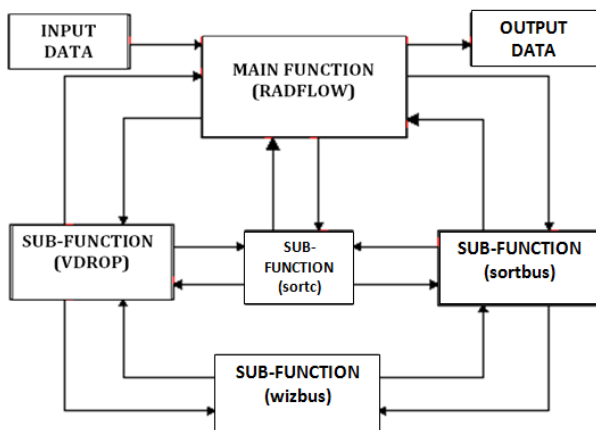 INPUT
DATA
OUTPUT
DATA
MAIN FUNCTION
(RADFLOW)
SUB-FUNCTION
(VDROP)
SUB-
FUNCTION
(sortc)
SUB-FUNCTION
(sortbus)
SUB-FUNCTION
(wizbus)